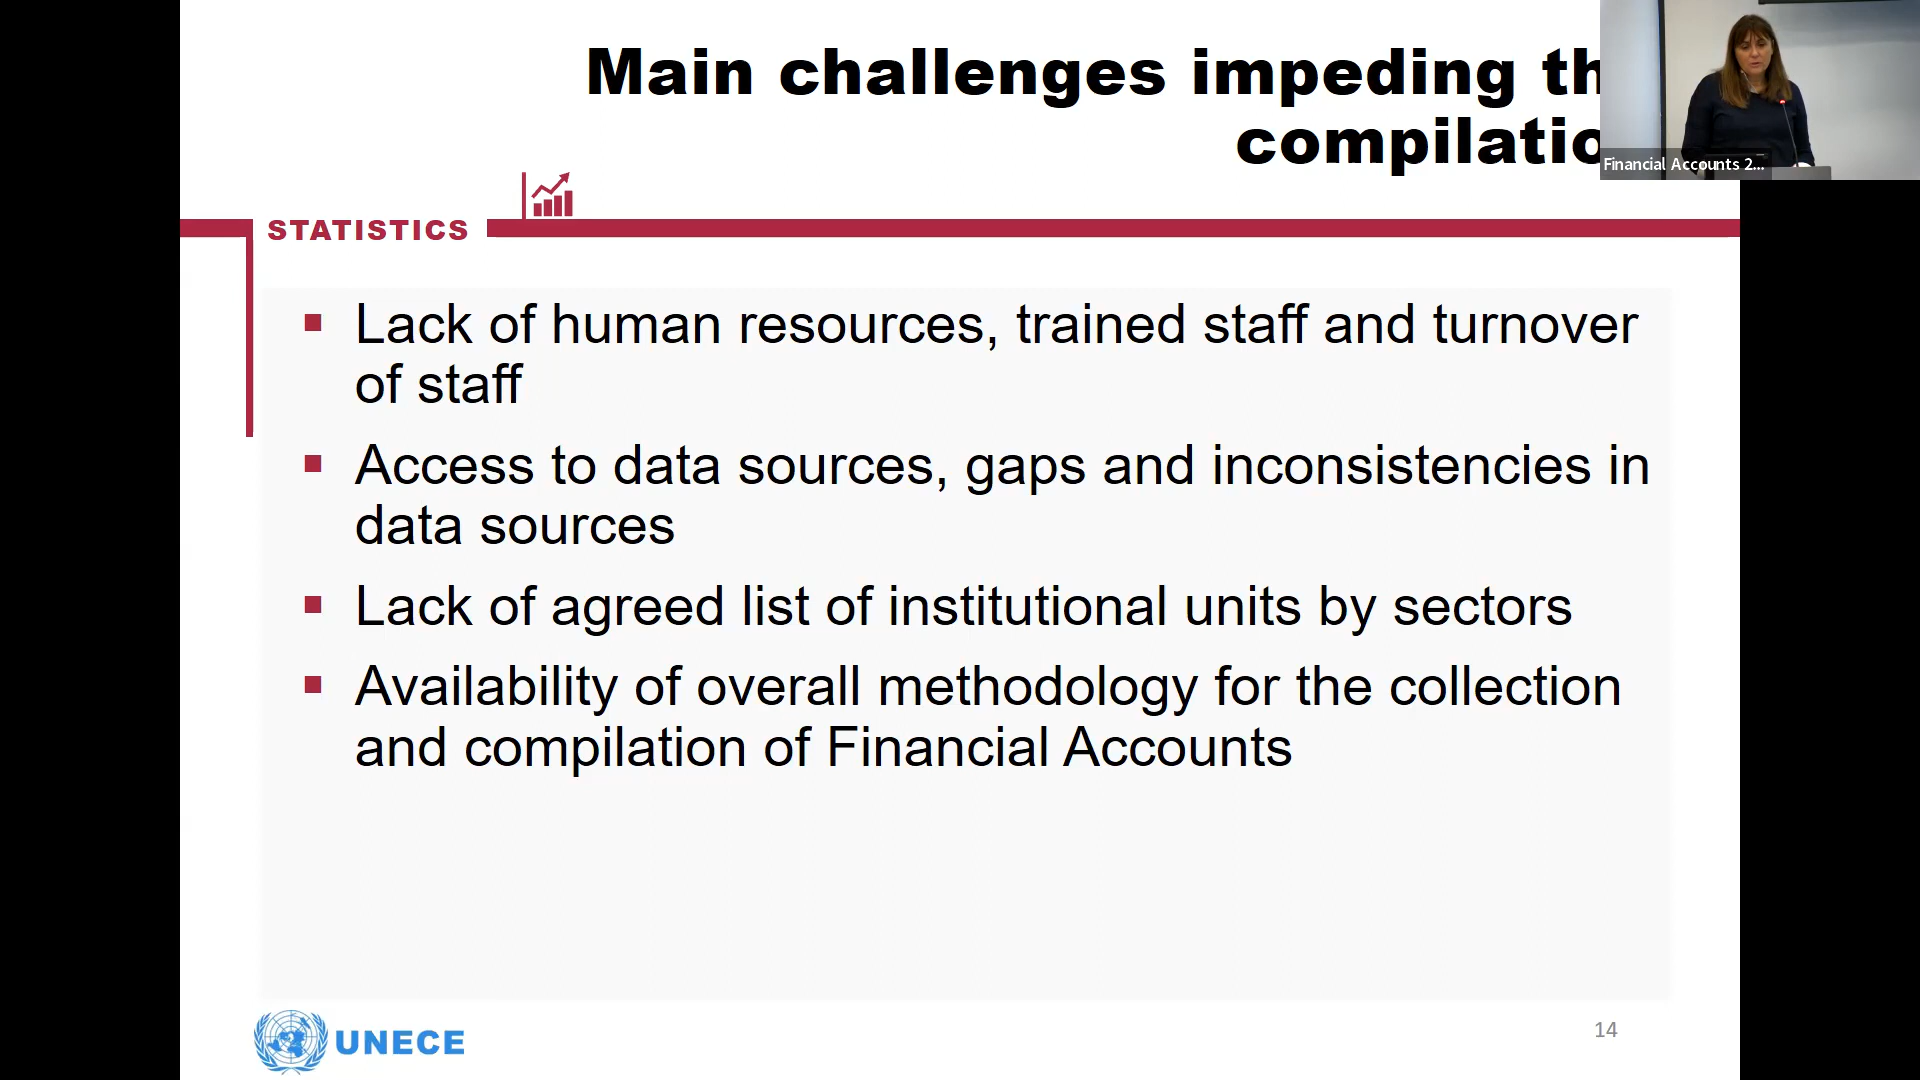 Main challenges impeding th
compilatio
Financial Accounts 2...
STATISTICS
Lack of human resources, trained staff and turnover
of staff
Access to data sources, gaps and inconsistencies in
data sources
Lack of agreed list of institutional units by sectors
Availability of overall methodology for the collection
and compilation of Financial Accounts
UNECE
14